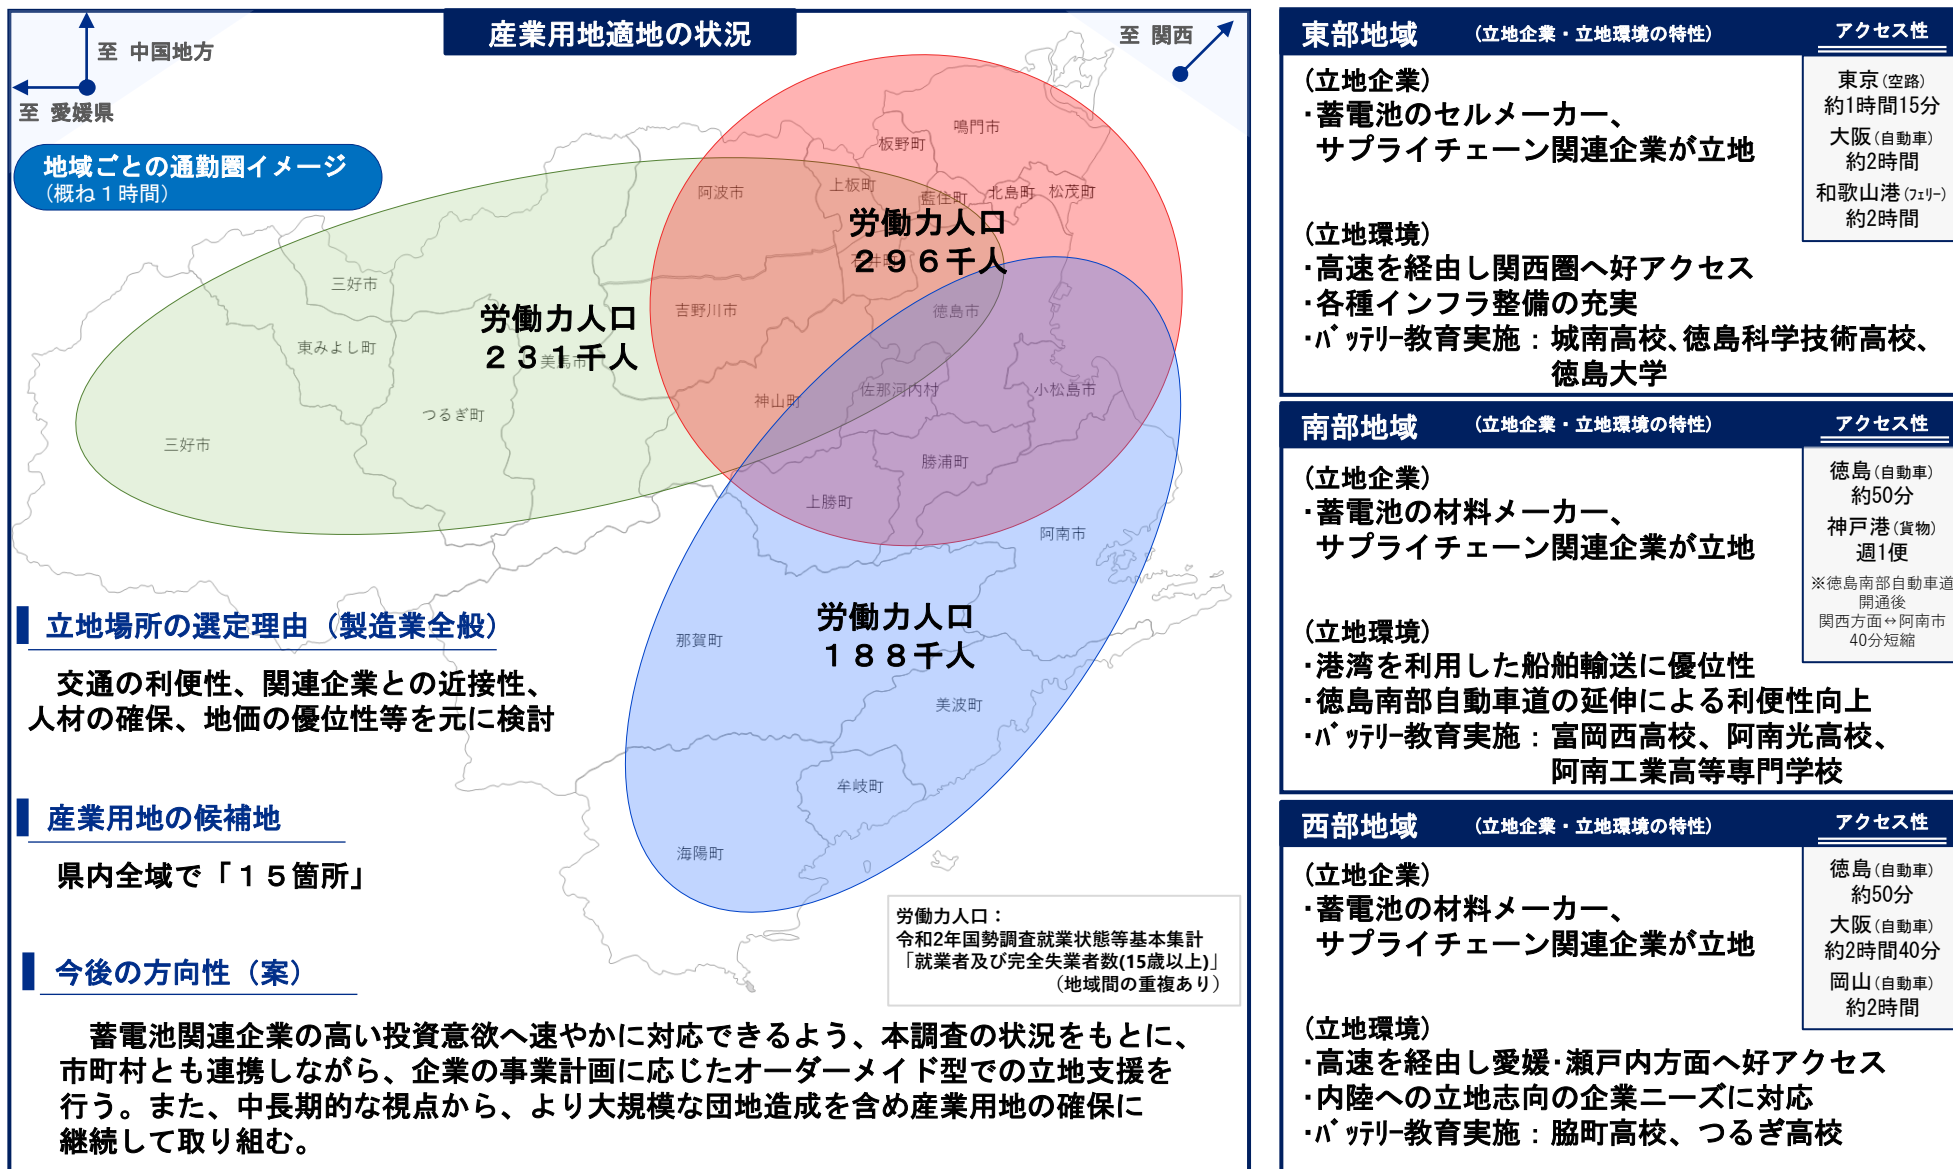 産業用地適地の状況
至 中国地方
至 愛媛県
至 関西
地域ごとの通勤圏イメージ
(概ね１時間)
鳴門市
板野町
阿波市
上板町
藍住町
北島町
松茂町
労働力人口
２９６千人
石井町
三好市
吉野川市
徳島市
労働力人口
２３１千人
東みよし町
美馬市
神山町
佐那河内村
小松島市
つるぎ町
三好市
勝浦町
上勝町
阿南市
労働力人口
１８８千人
那賀町
美波町
牟岐町
海陽町
立地場所の選定理由（製造業全般）
交通の利便性、関連企業との近接性、
人材の確保、地価の優位性等を元に検討
産業用地の候補地
県内全域で「１５箇所」
労働力人口：
令和2年国勢調査就業状態等基本集計
「就業者及び完全失業者数(15歳以上)」
（地域間の重複あり）
今後の方向性（案）
蓄電池関連企業の高い投資意欲へ速やかに対応できるよう、本調査の状況をもとに、
市町村とも連携しながら、企業の事業計画に応じたオーダーメイド型での立地支援を
行う。また、中長期的な視点から、より大規模な団地造成を含め産業用地の確保に
継続して取り組む。
東部地域 （立地企業・立地環境の特性） アクセス性
(立地企業)
・蓄電池のセルメーカー、
サプライチェーン関連企業が立地
東京(空路)
約1時間15分
大阪(自動車)
約2時間
和歌山港(ﾌｪﾘｰ)
約2時間
(立地環境)
・高速を経由し関西圏へ好アクセス
・各種インフラ整備の充実
・ﾊﾞｯﾃﾘｰ教育実施：城南高校、徳島科学技術高校、
徳島大学
南部地域 （立地企業・立地環境の特性） アクセス性
(立地企業)
・蓄電池の材料メーカー、
サプライチェーン関連企業が立地
徳島(自動車)
約50分
神戸港(貨物)
週1便
※徳島南部自動車道
開通後
関西方面⇔阿南市
40分短縮
(立地環境)
・港湾を利用した船舶輸送に優位性
・徳島南部自動車道の延伸による利便性向上
・ﾊﾞｯﾃﾘｰ教育実施：富岡西高校、阿南光高校、
阿南工業高等専門学校
西部地域 （立地企業・立地環境の特性） アクセス性
(立地企業)
・蓄電池の材料メーカー、
サプライチェーン関連企業が立地
徳島(自動車)
約50分
大阪(自動車)
約2時間40分
岡山(自動車)
約2時間
(立地環境)
・高速を経由し愛媛・瀬戸内方面へ好アクセス
・内陸への立地志向の企業ニーズに対応
・ﾊﾞｯﾃﾘｰ教育実施：脇町高校、つるぎ高校